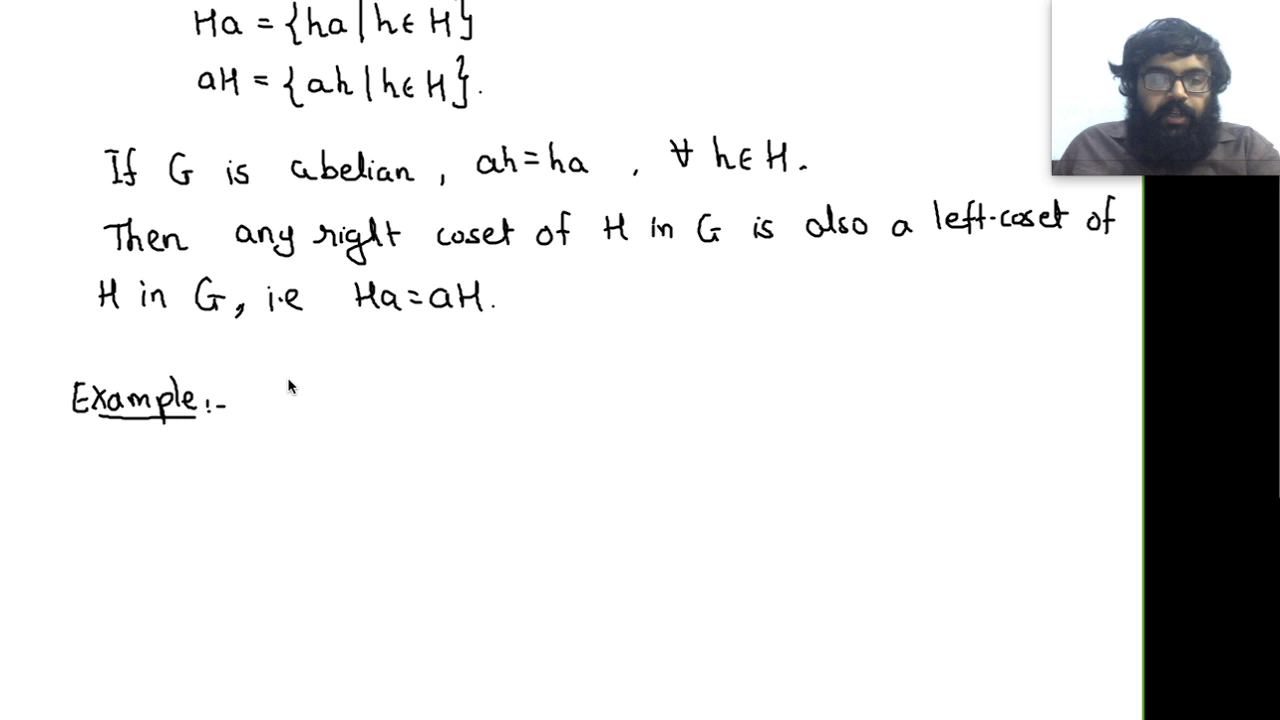 Ha = {ha | h∈ H}
aH = {ah | h∈ H}.
If G is abelian, ah=ha , ∀ h∈ H.
Then any right coset of H in G is also a left-coset of
H in G, i.e Ha=aH.
Example:-